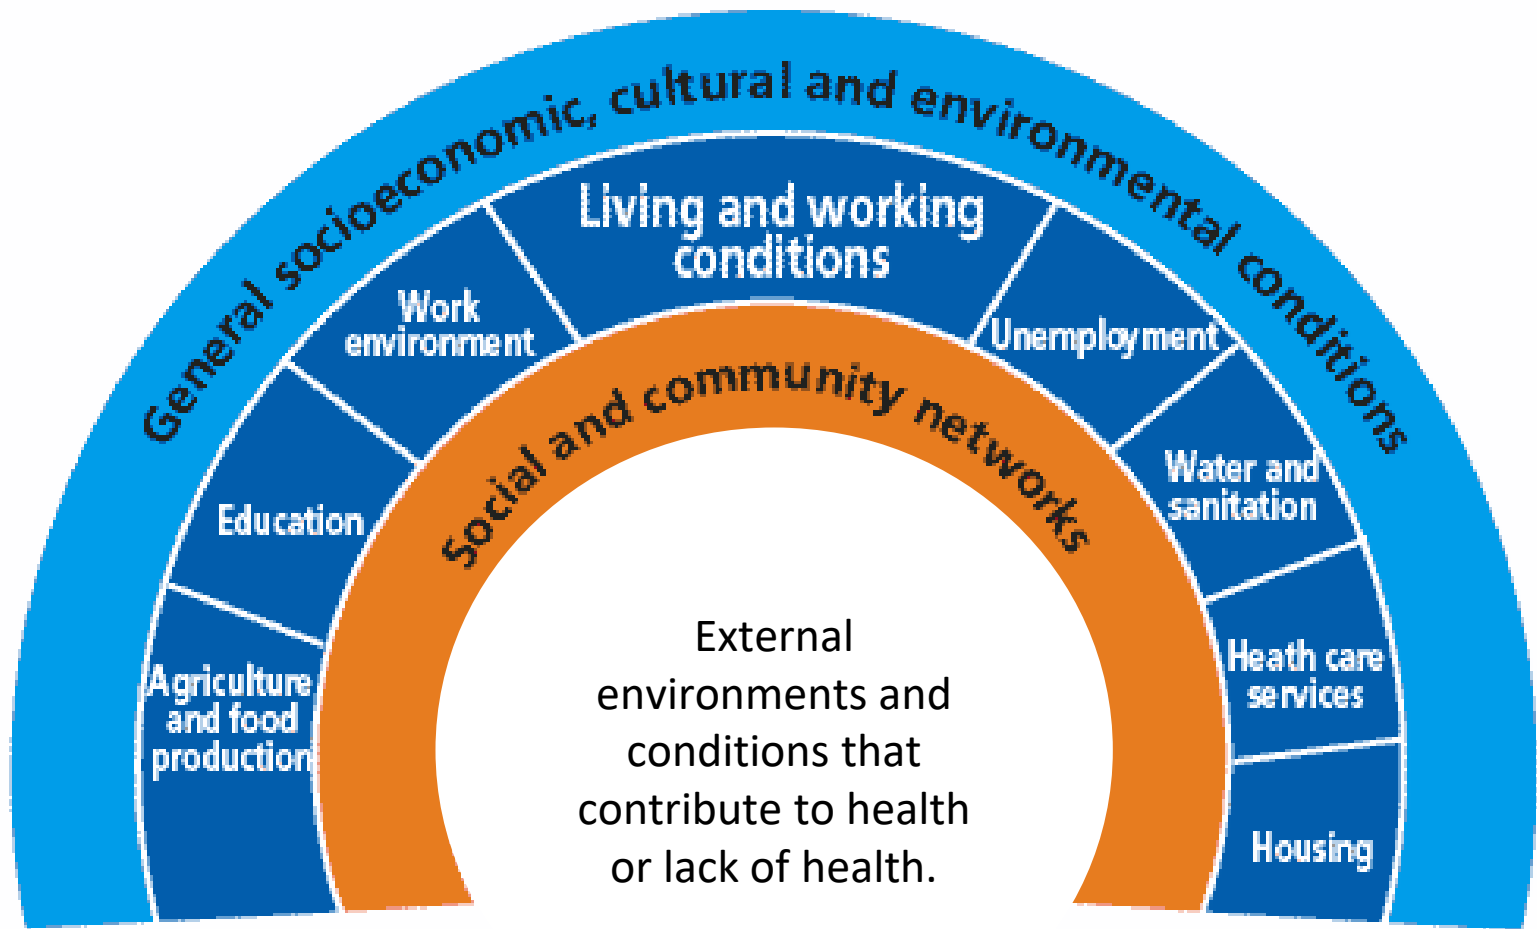 General socioeconomic, cultural and environmental conditions
Living and working
conditions
Work
environment
Unemployment
Education
Water and
sanitation
Agriculture
and food
production
Heath care
services
Housing
Social and community networks
External
environments and
conditions that
contribute to health
or lack of health.